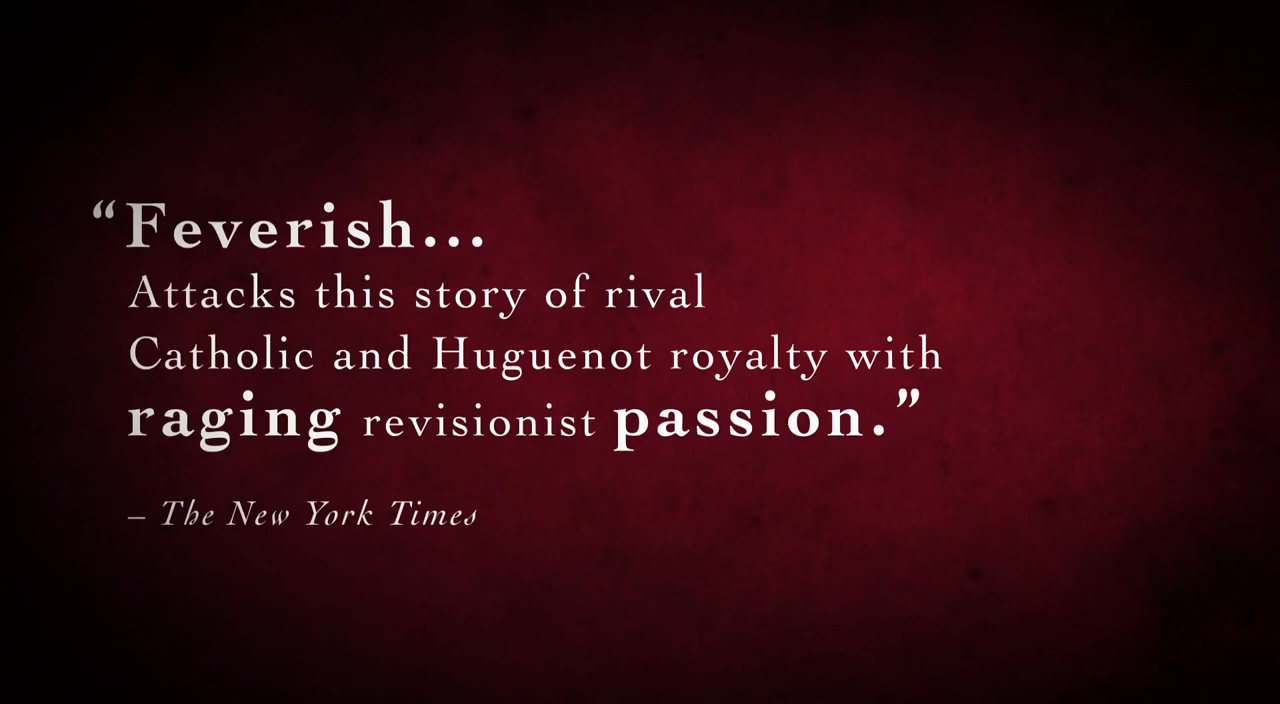 “Feverish...
Attacks this story of rival
Catholic and Huguenot royalty with
raging revisionist passion.”
– The New York Times